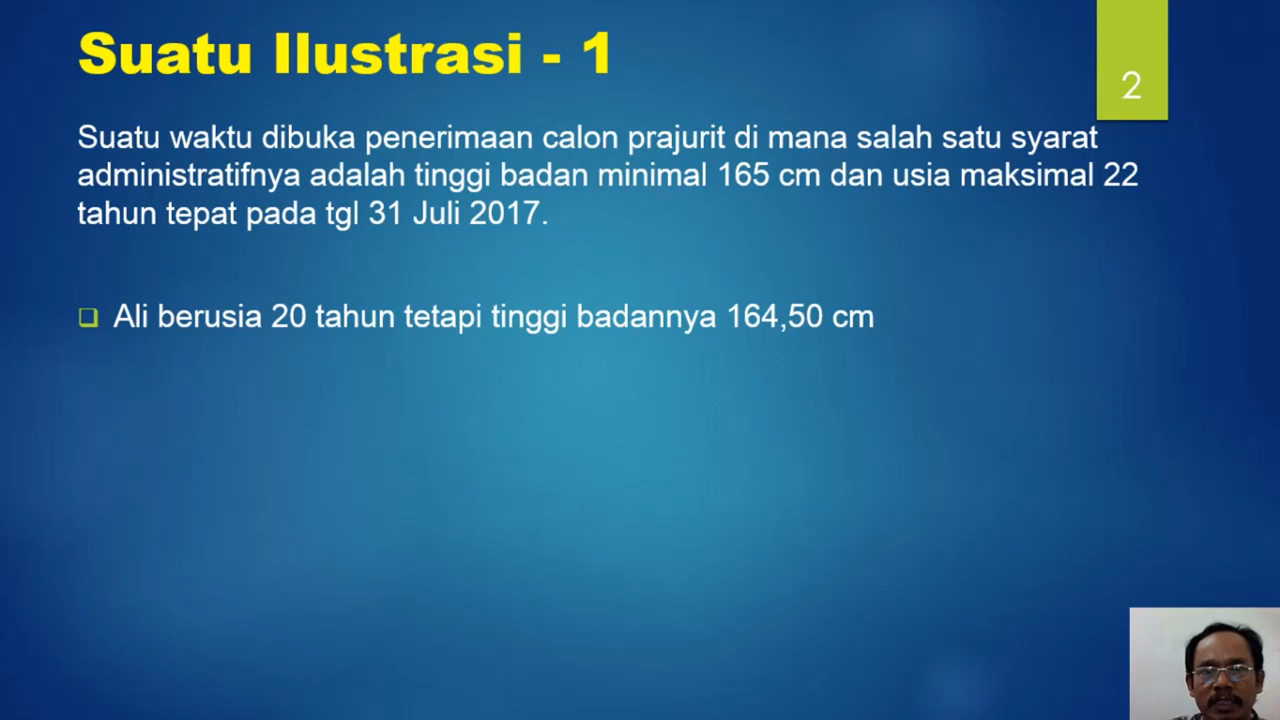 Suatu Ilustrasi - 1
2
Suatu waktu dibuka penerimaan calon prajurit di mana salah satu syarat
administratifnya adalah tinggi badan minimal 165 cm dan usia maksimal 22
tahun tepat pada tgl 31 Juli 2017.
Ali berusia 20 tahun tetapi tinggi badannya 164,50 cm